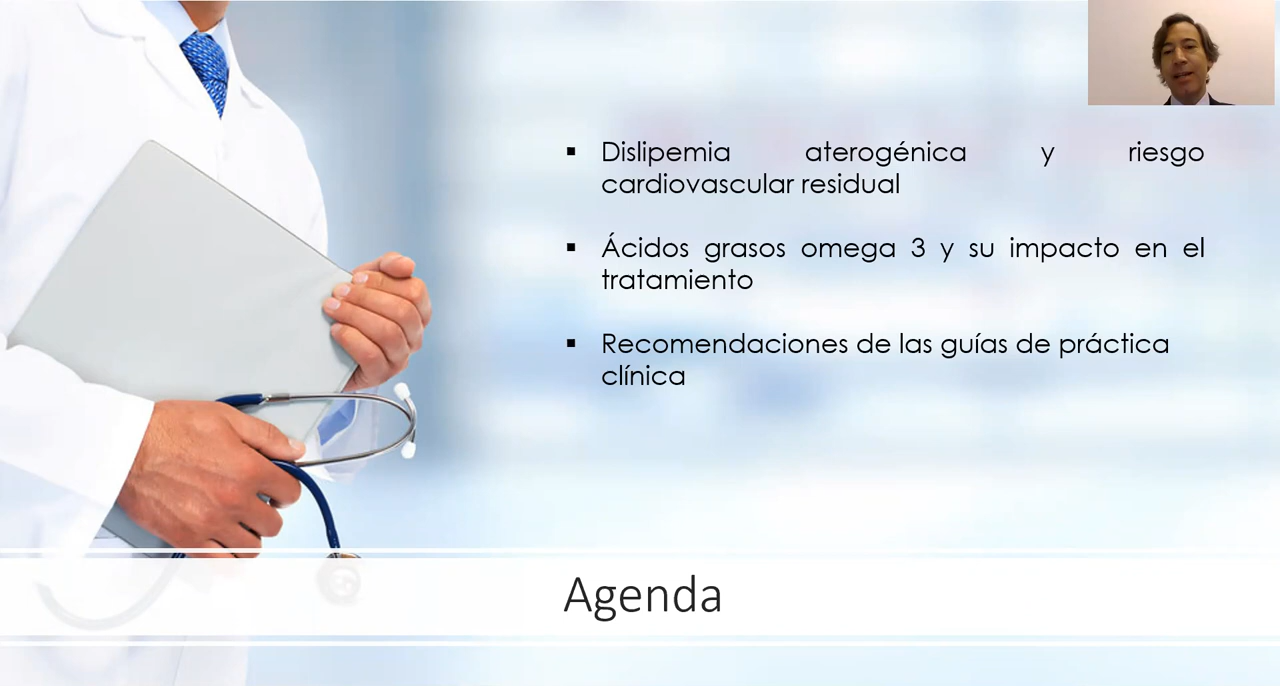 ▪ Dislipemia aterogénica y riesgo
cardiovascular residual
▪ Ácidos grasos omega 3 y su impacto en el
tratamiento
▪ Recomendaciones de las guías de práctica
clínica
Agenda